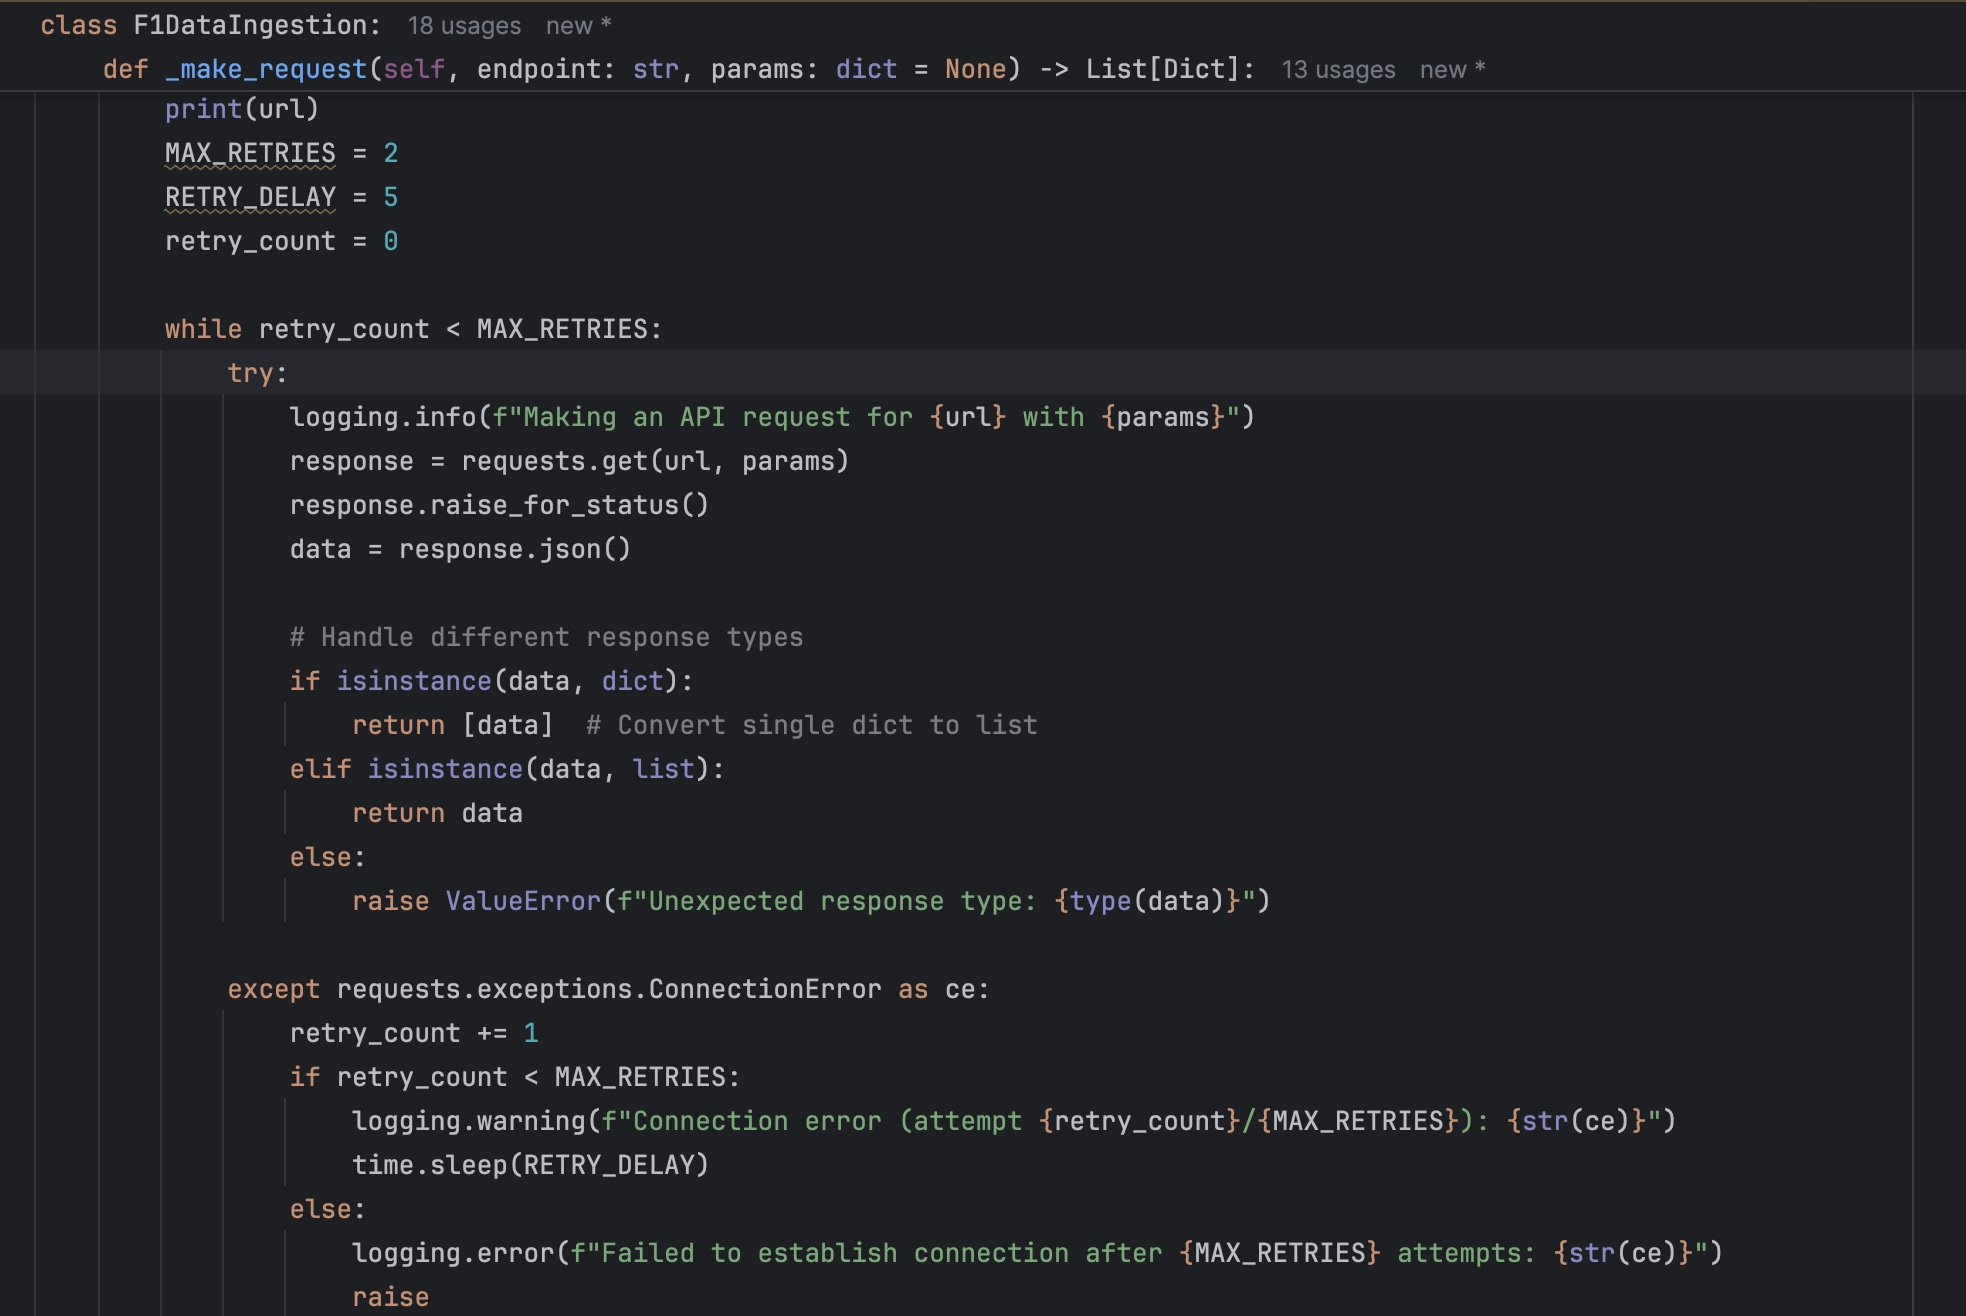 class F1DataIngestion: 18 usages new *
def _make_request(self, endpoint: str, params: dict = None) -> List[Dict]: 13 usages new *
print(url)
MAX_RETRIES = 2
RETRY_DELAY = 5
retry_count = 0
while retry_count < MAX_RETRIES:
try:
logging.info(f"Making an API request for {url} with {params}")
response = requests.get(url, params)
response.raise_for_status()
data = response.json()
# Handle different response types
if isinstance(data, dict):
return [data]  # Convert single dict to list
elif isinstance(data, list):
return data
else:
raise ValueError(f"Unexpected response type: {type(data)}")
except requests.exceptions.ConnectionError as ce:
retry_count += 1
if retry_count < MAX_RETRIES:
logging.warning(f"Connection error (attempt {retry_count}/{MAX_RETRIES}): {str(ce)}")
time.sleep(RETRY_DELAY)
else:
logging.error(f"Failed to establish connection after {MAX_RETRIES} attempts: {str(ce)}")
raise